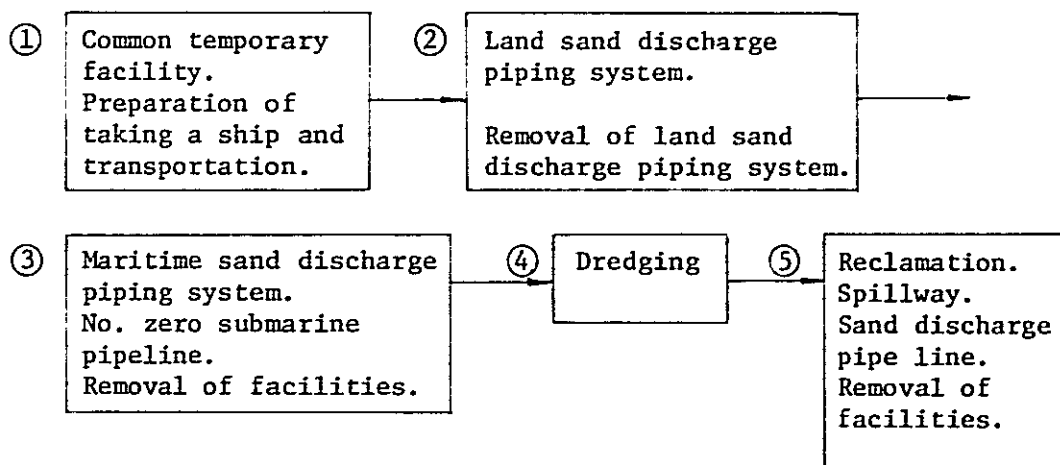 ①
Common temporary
facility.
Preparation of
taking a ship and
transportation.
②
Land sand discharge
piping system.
Removal of land sand
discharge piping system.
③
Maritime sand discharge
piping system.
No. zero submarine
pipeline.
Removal of facilities.
④
Dredging
⑤
Reclamation.
Spillway.
Sand discharge
pipe line.
Removal of
facilities.